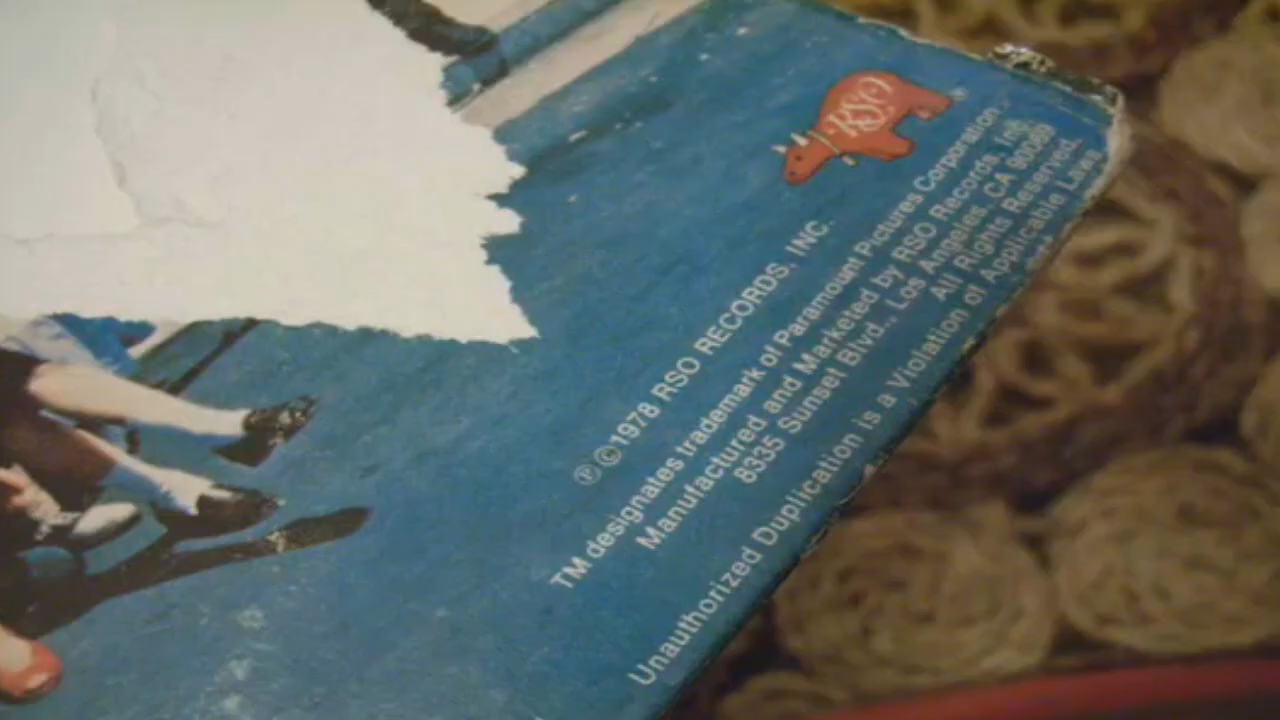 RSO
®
℗©1978 RSO RECORDS, INC.
TM designates trademark of Paramount Pictures Corporation
Manufactured and Marketed by RSO Records, Inc.
8335 Sunset Blvd., Los Angeles, CA 90069
All Rights Reserved.
Unauthorized Duplication is a Violation of Applicable Laws